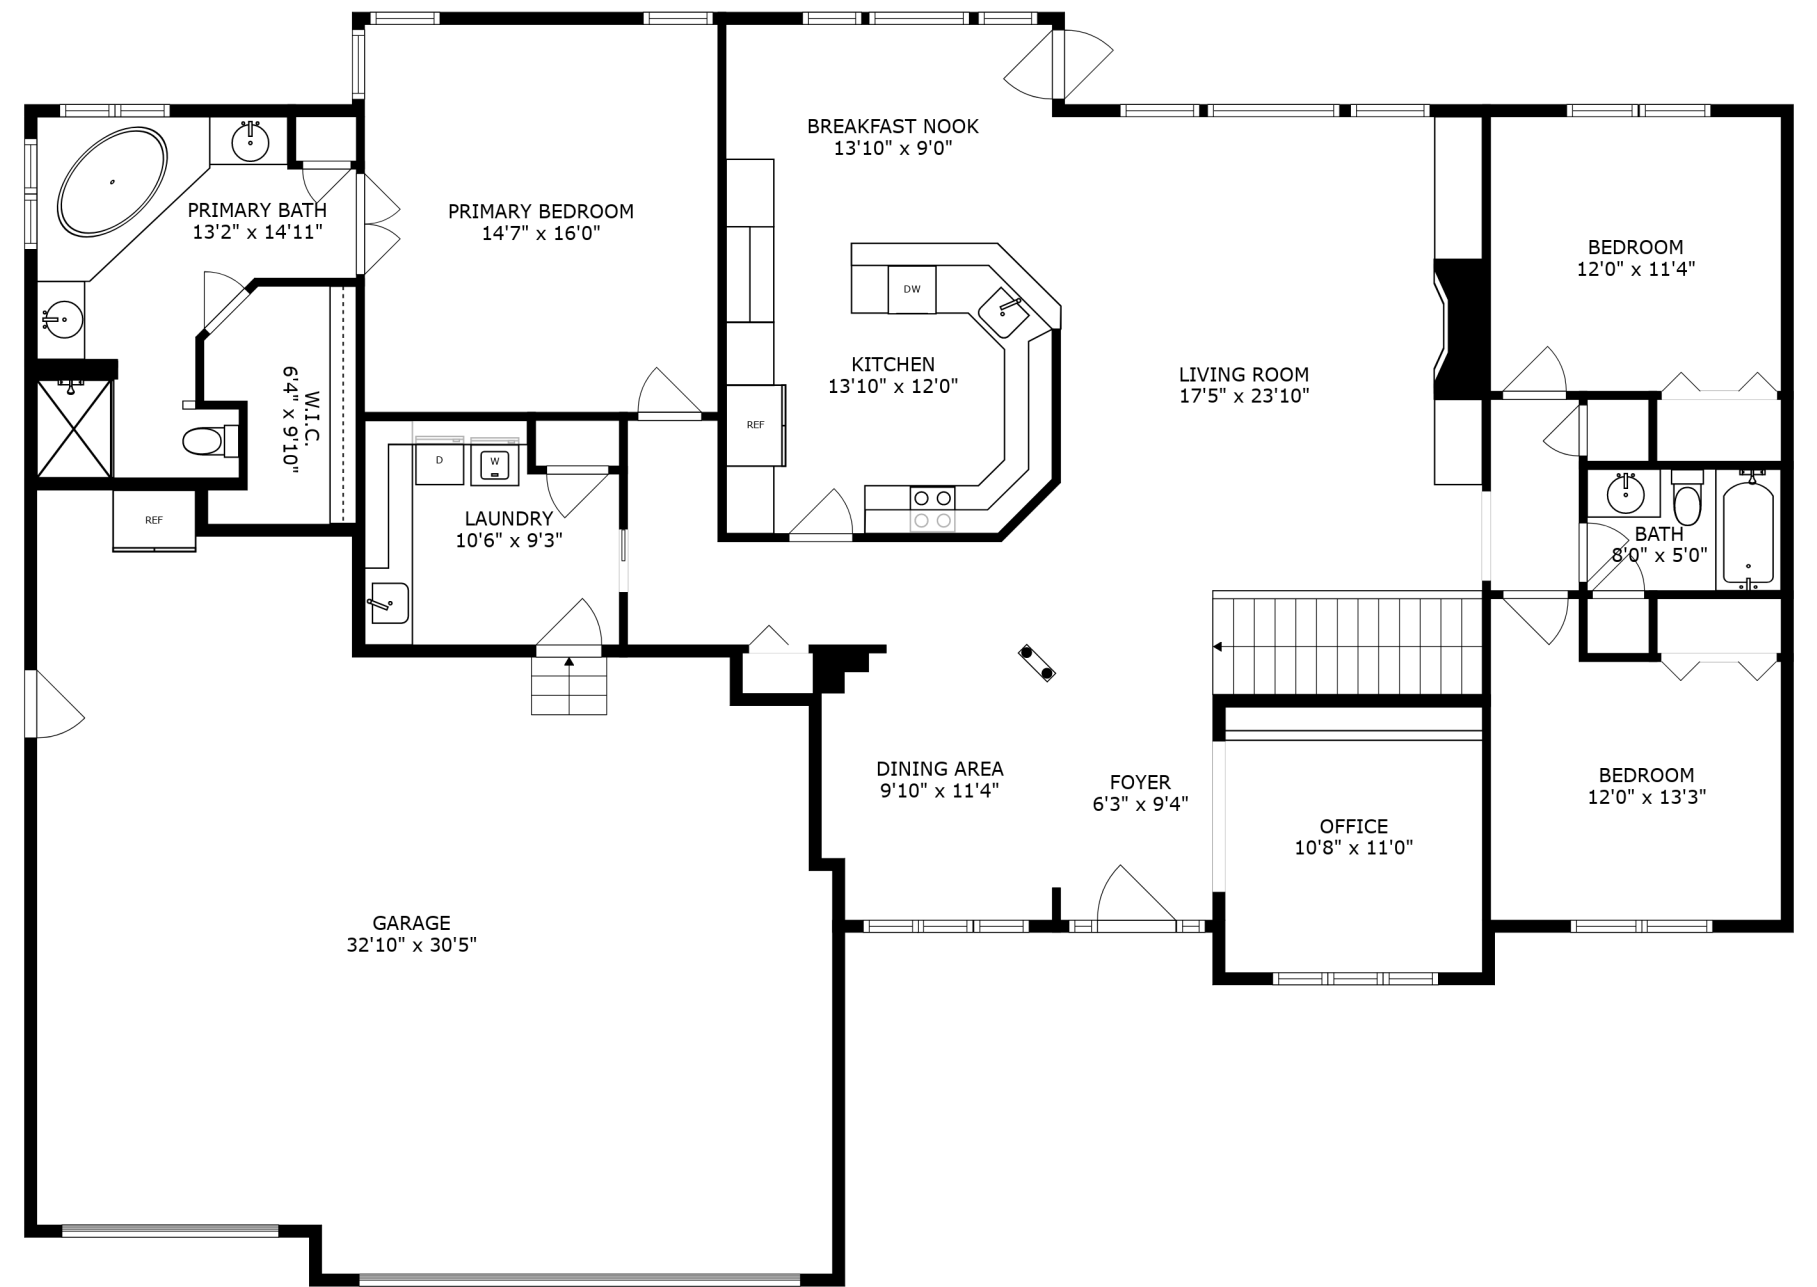 BREAKFAST NOOK
13'10" x 9'0"
PRIMARY BATH
13'2" x 14'11"
PRIMARY BEDROOM
14'7" x 16'0"
BEDROOM
12'0" x 11'4"
DW
KITCHEN
13'10" x 12'0"
LIVING ROOM
17'5" x 23'10"
W.I.C.
6'4" x 9'10"
REF
D
W
REF
LAUNDRY
10'6" x 9'3"
BATH
8'0" x 5'0"
DINING AREA
9'10" x 11'4"
FOYER
6'3" x 9'4"
BEDROOM
12'0" x 13'3"
OFFICE
10'8" x 11'0"
GARAGE
32'10" x 30'5"